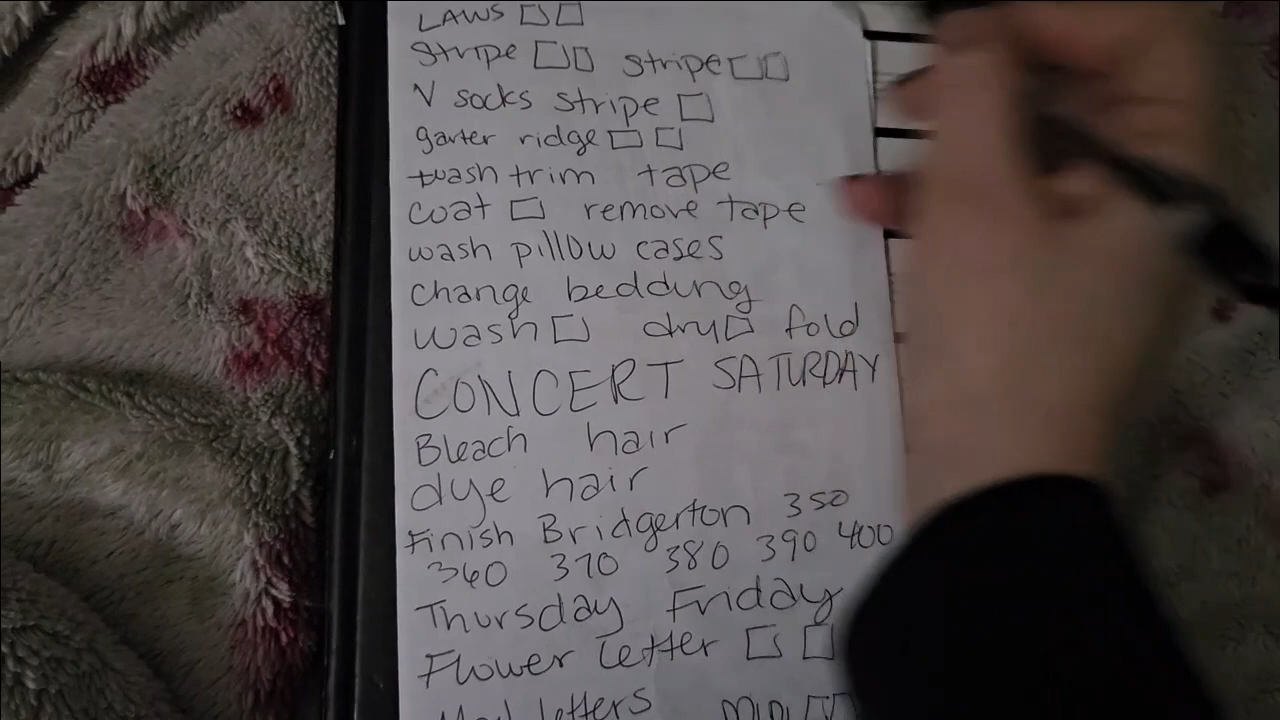 LAWS □□
Stripe □□ stripe □□
V socks stripe □
garter ridge □ □
wash trim tape
coat □ remove tape
wash pillow cases
change bedding
wash □ dry □ fold
CONCERT SATURDAY
Bleach hair
dye hair
Finish Bridgerton 350
360 370 380 390 400
Thursday Friday
Flower letter □ □
letters □□